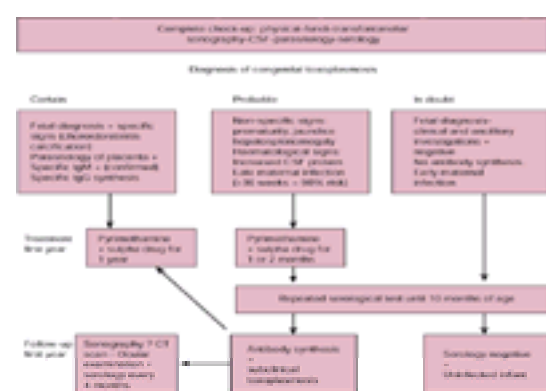 Complete check-up: physical-fundi-transfontanellar
sonography-CSF-parasitology-serology
Diagnosis of congenital toxoplasmosis
Certain
Probable
In doubt
Fetal diagnosis + specific
signs (chorioretinitis
calcification)
Parasitology of placenta +
Specific IgM + (confirmed)
Specific IgG synthesis
Non-specific signs:
prematurity, jaundice
hepatosplenomegaly
Haematological signs
Increased CSF protein
Late maternal infection
(>36 weeks = 90% risk)
Fetal diagnosis-
clinical and ancillary
investigations =
negative
No antibody synthesis
Early maternal
infection
Treatment
first year
Pyrimethamine
+ sulpha drug for
1 year
Pyrimethamine
+ sulpha drug for
1 or 2 months
Repeated serological test until 10 months of age
Follow-up
first year
Sonography ? CT
scan - Ocular
examination +
serology every
Antibody synthesis
=
subclinical
toxoplasmosis
Serology negative
=
Uninfected infant